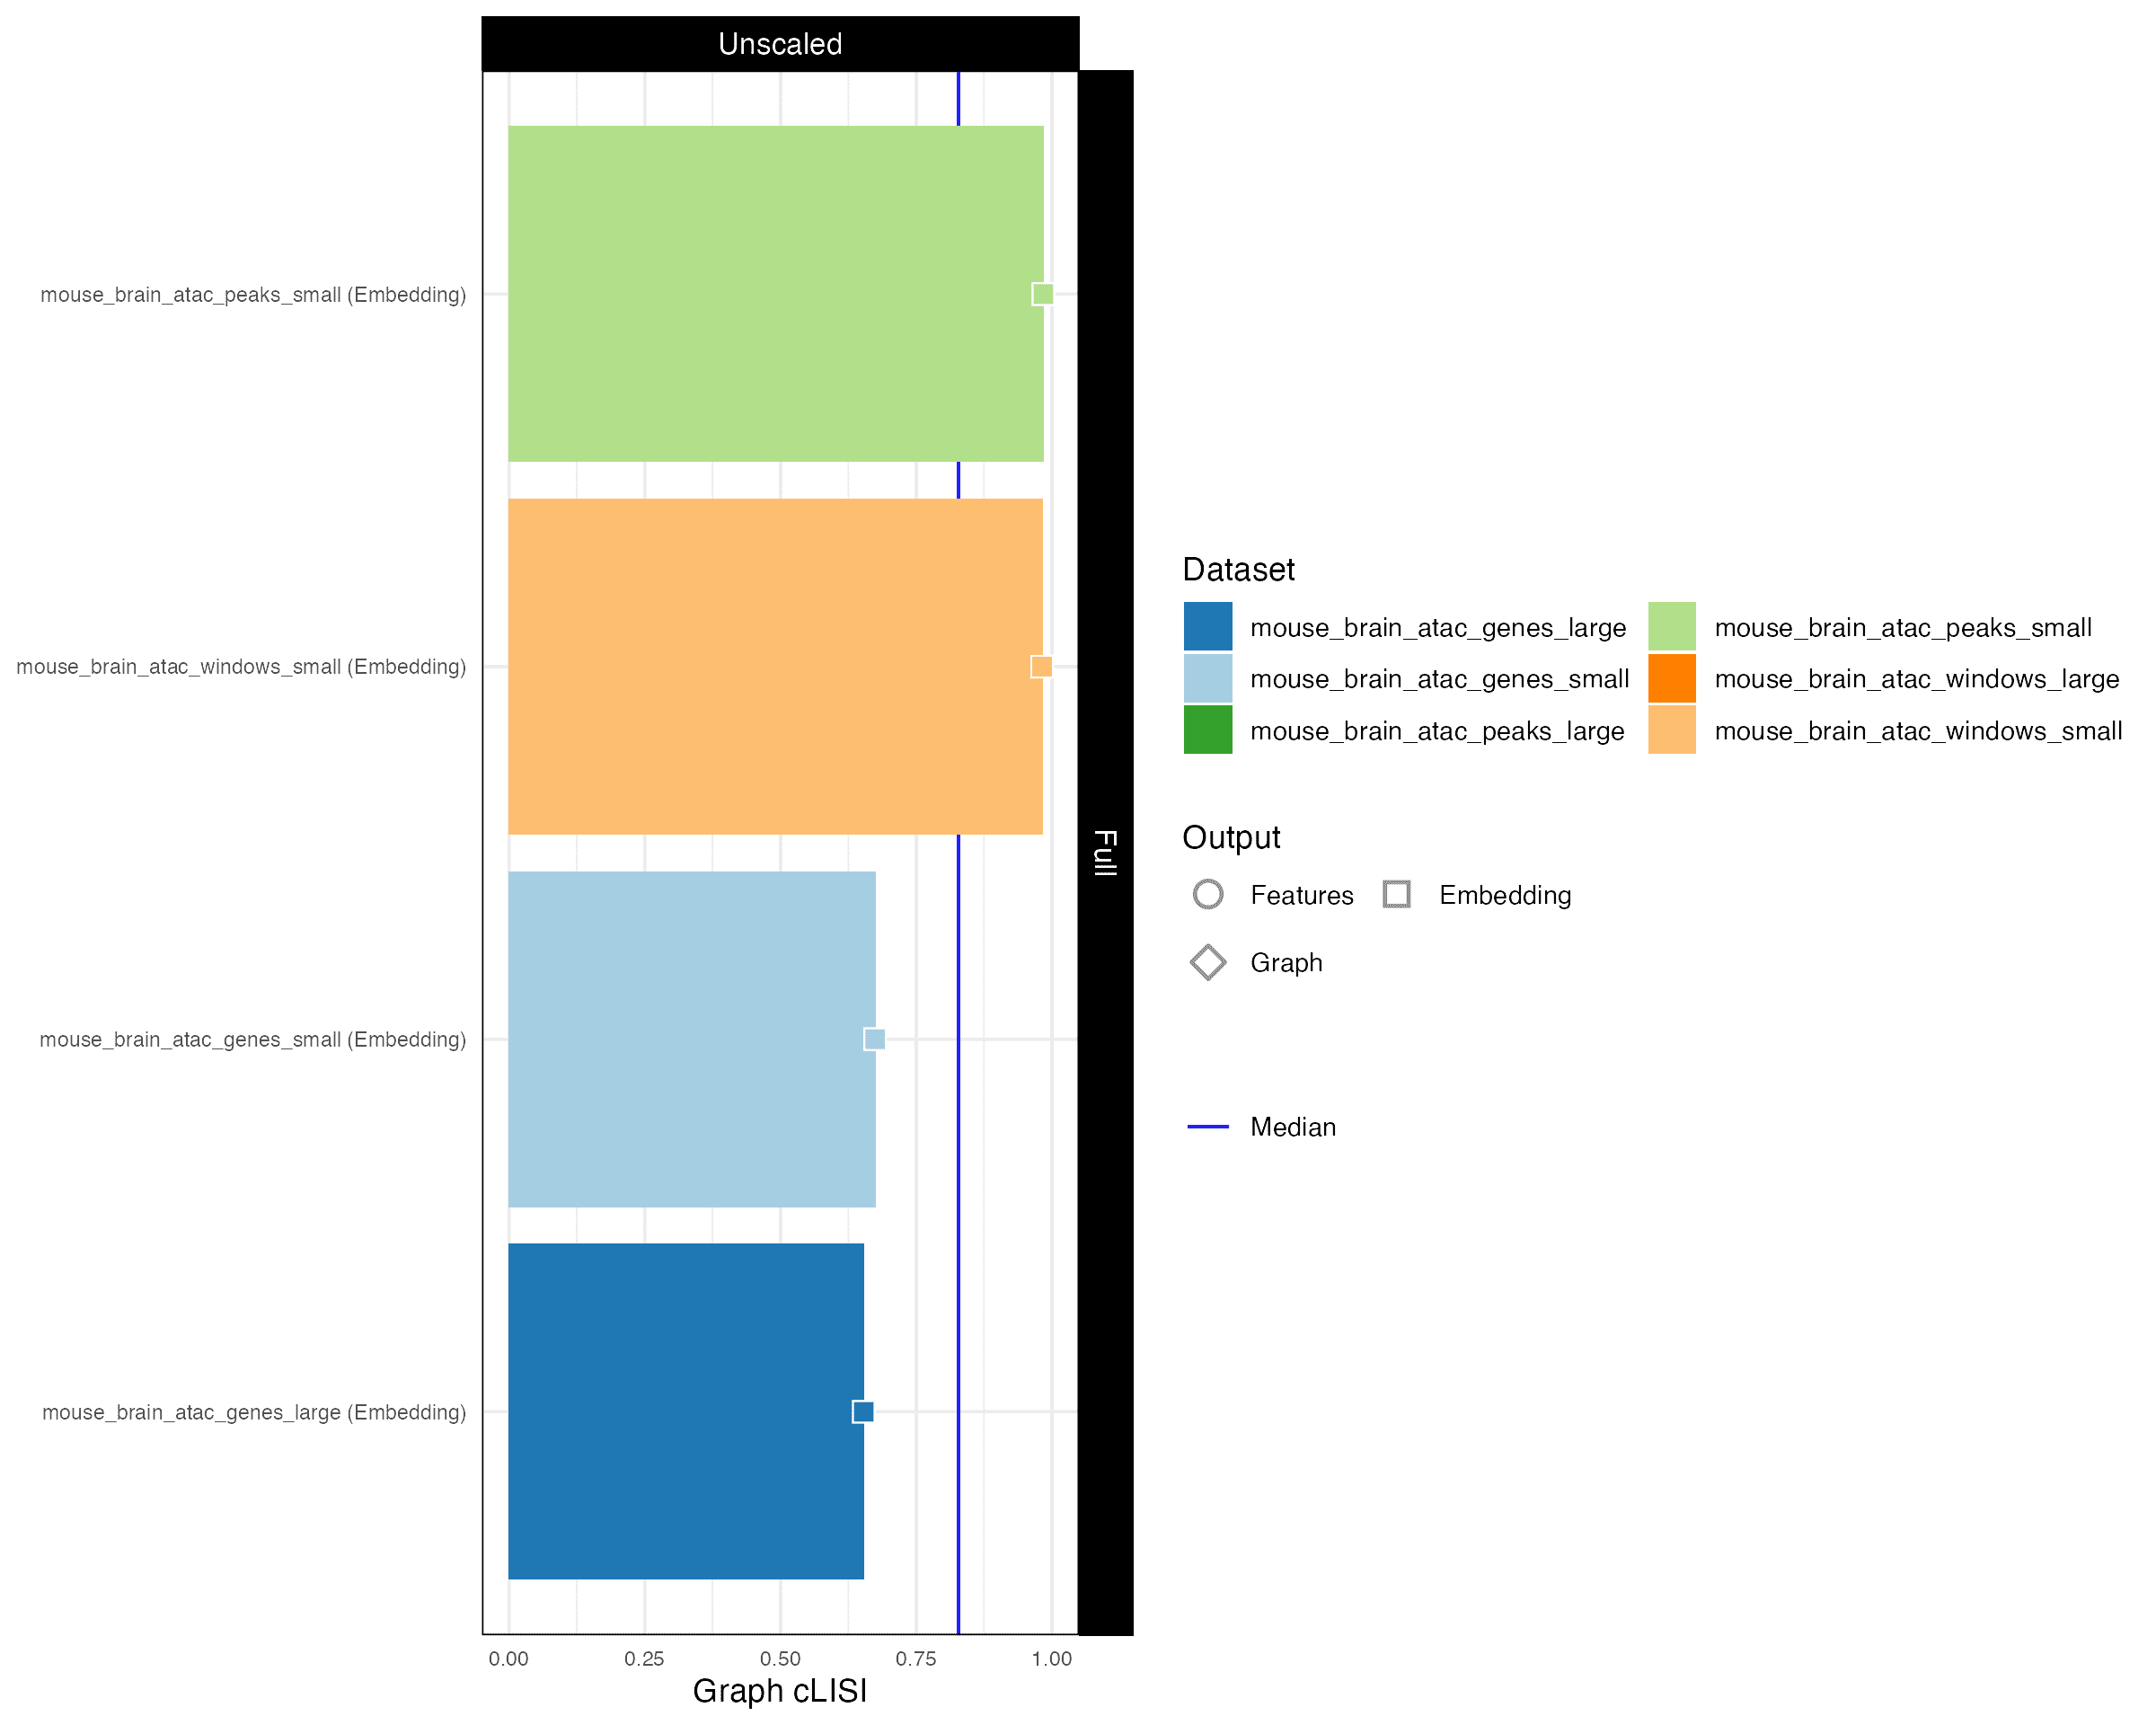 Unscaled
mouse_brain_atac_peaks_small (Embedding)
mouse_brain_atac_windows_small (Embedding)
mouse_brain_atac_genes_small (Embedding)
mouse_brain_atac_genes_large (Embedding)
Full
0.00 0.25 0.50 0.75 1.00
Graph cLISI
Dataset
mouse_brain_atac_genes_large mouse_brain_atac_peaks_small
mouse_brain_atac_genes_small mouse_brain_atac_windows_large
mouse_brain_atac_peaks_large mouse_brain_atac_windows_small
Output
Features Embedding
Graph
Median